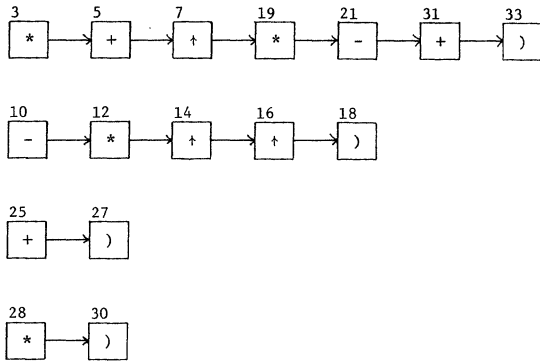 3 5 7 19 21 31 33
* + ↑ * - + )
10 12 14 16 18
- * ↑ ↑ )
25 27
+ )
28 30
* )